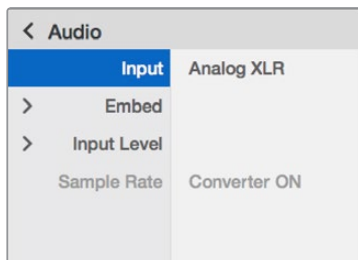 < Audio
Input Analog XLR
> Embed
> Input Level
Sample Rate Converter ON